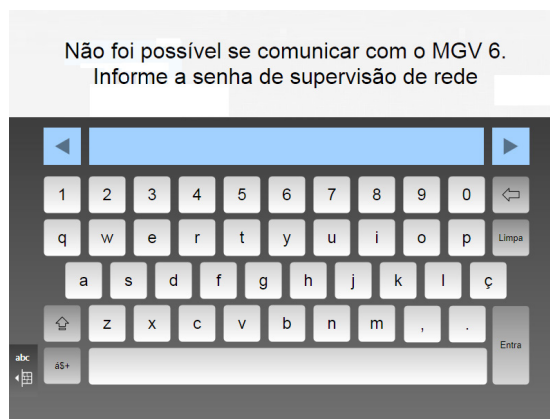 Não foi possível se comunicar com o MGV 6.
Informe a senha de supervisão de rede
1 2 3 4 5 6 7 8 9 0
q w e r t y u i o p Limpa
a s d f g h j k l ç
z x c v b n m , .
Entra
abc
á$+